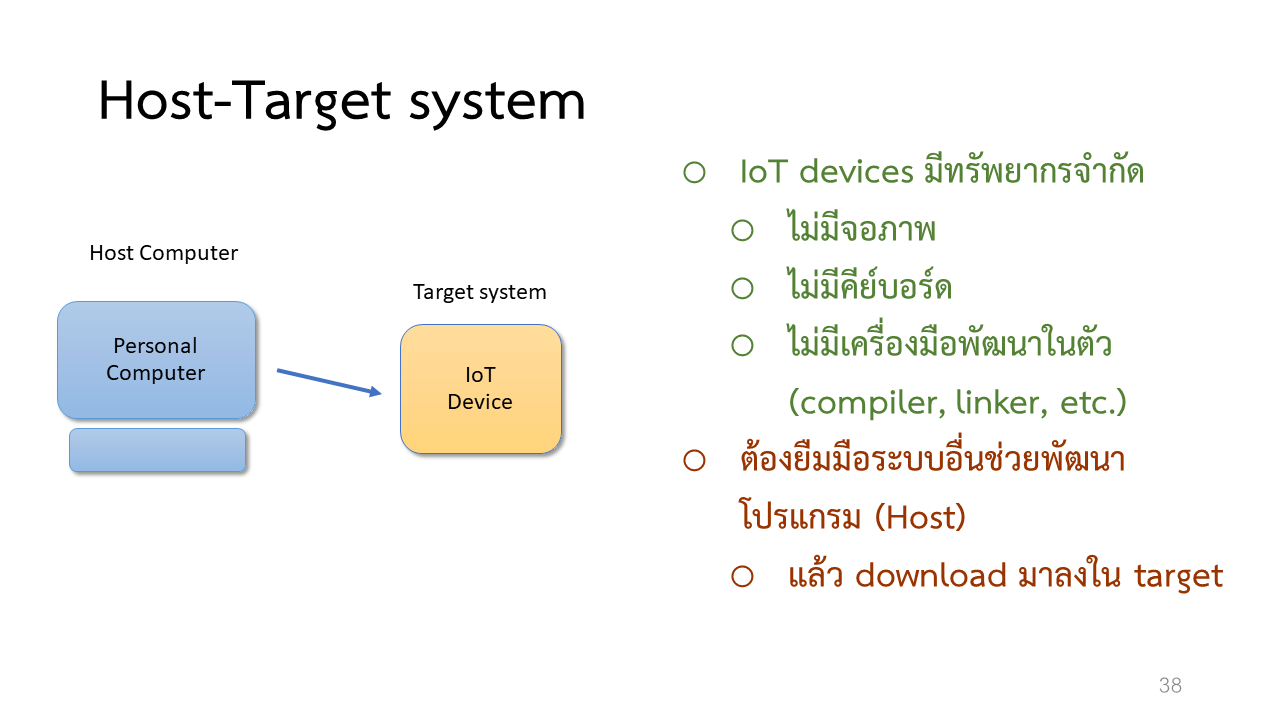 Host-Target system
Host Computer
Personal
Computer
Target system
IoT
Device
IoT devices มีทรัพยากรจำกัด
ไม่มีจอภาพ
ไม่มีคีย์บอร์ด
ไม่มีเครื่องมือพัฒนาในตัว
(compiler, linker, etc.)
ต้องยืมมือระบบอื่นช่วยพัฒนา
โปรแกรม (Host)
แล้ว download มาลงใน target
38